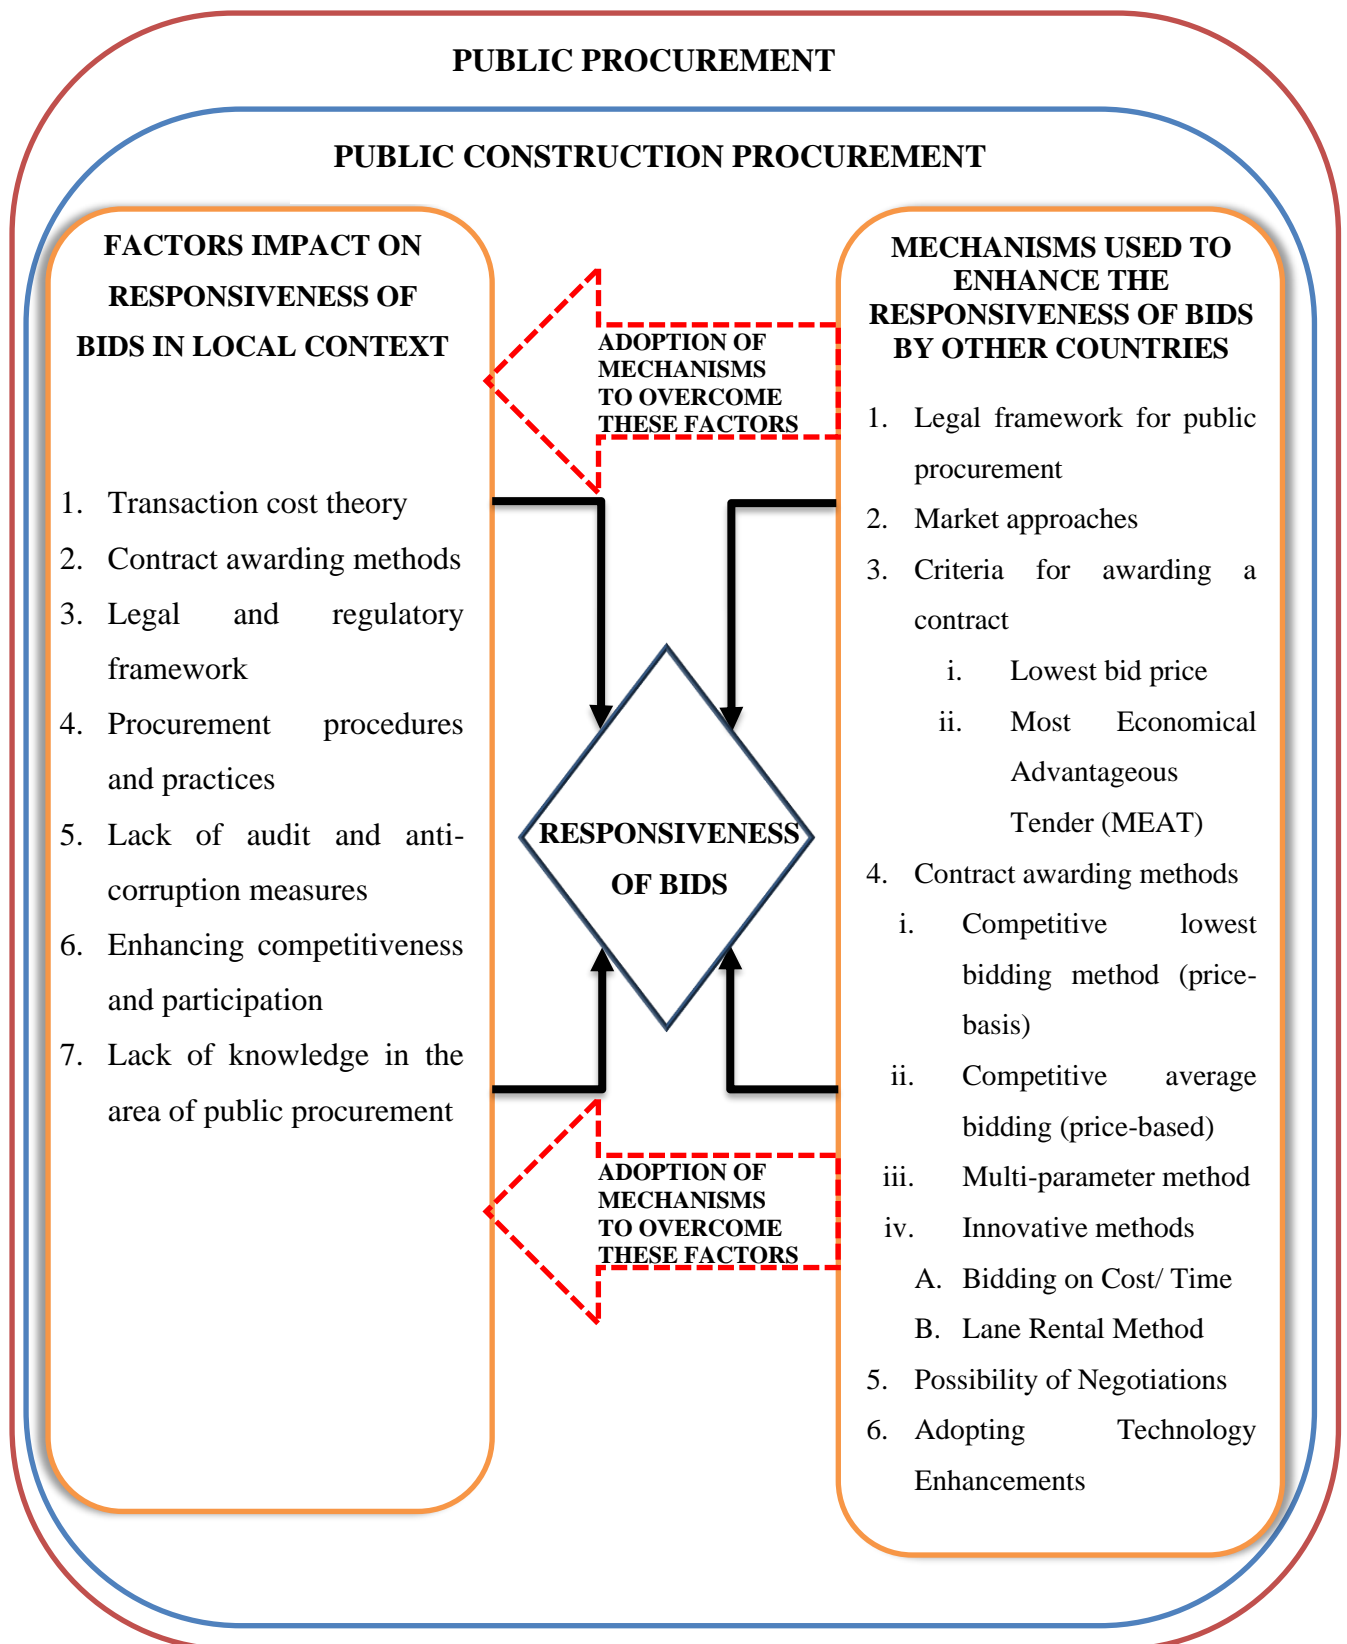 PUBLIC PROCUREMENT
PUBLIC CONSTRUCTION PROCUREMENT
FACTORS IMPACT ON
RESPONSIVENESS OF
BIDS IN LOCAL CONTEXT
1. Transaction cost theory
2. Contract awarding methods
3. Legal and regulatory
framework
4. Procurement procedures
and practices
5. Lack of audit and anti-
corruption measures
6. Enhancing competitiveness
and participation
7. Lack of knowledge in the
area of public procurement
ADOPTION OF
MECHANISMS
TO OVERCOME
THESE FACTORS
RESPONSIVENESS
OF BIDS
ADOPTION OF
MECHANISMS
TO OVERCOME
THESE FACTORS
MECHANISMS USED TO
ENHANCE THE
RESPONSIVENESS OF BIDS
BY OTHER COUNTRIES
1. Legal framework for public
procurement
2. Market approaches
3. Criteria for awarding a
contract
i. Lowest bid price
ii. Most Economical
Advantageous
Tender (MEAT)
4. Contract awarding methods
i. Competitive lowest
bidding method (price-
basis)
ii. Competitive average
bidding (price-based)
iii. Multi-parameter method
iv. Innovative methods
A. Bidding on Cost/ Time
B. Lane Rental Method
5. Possibility of Negotiations
6. Adopting Technology
Enhancements